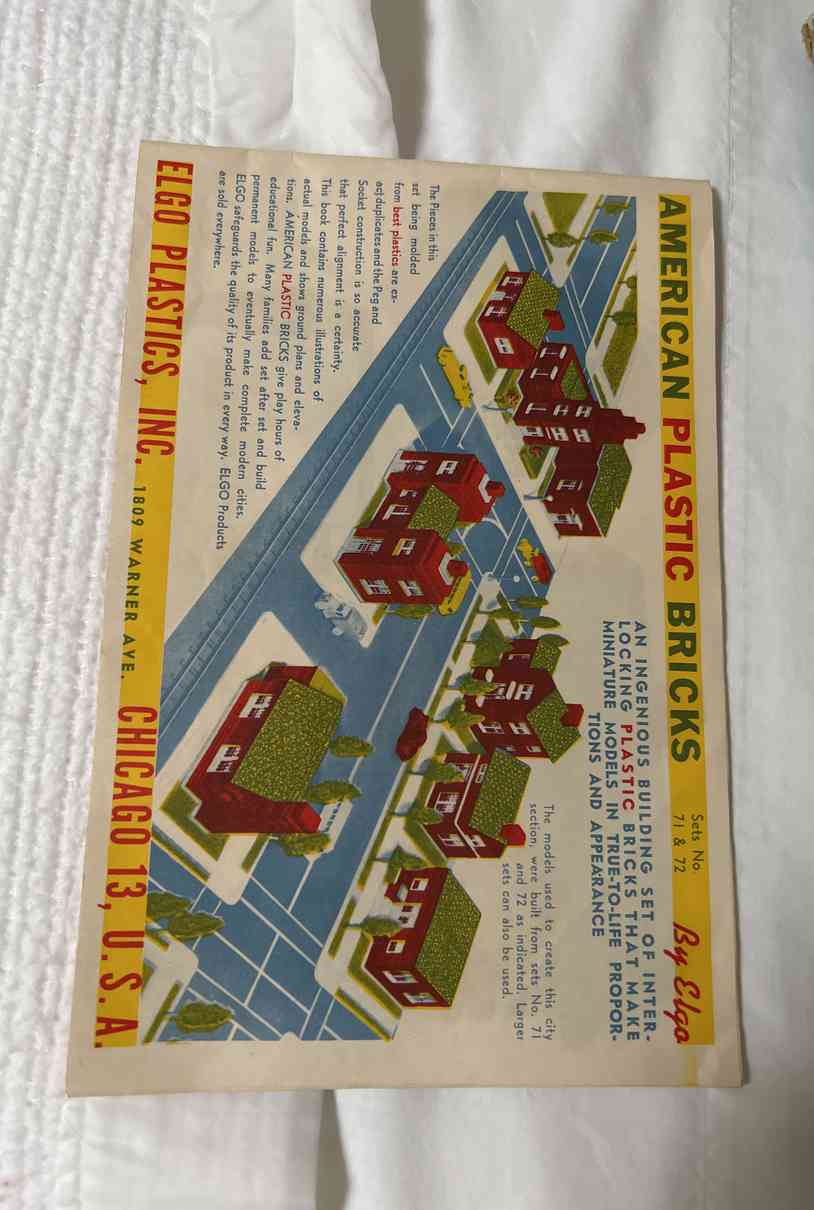 AMERICAN PLASTIC BRICKS
Sets No.
71 & 72
By Elgo
AN INGENIOUS BUILDING SET OF INTER-
LOCKING PLASTIC BRICKS THAT MAKE
MINIATURE MODELS IN TRUE-TO-LIFE PROPOR-
TIONS AND APPEARANCE
The models used to create this city
section, were built from sets No. 71
and 72 as indicated. Larger
sets can also be used.
The Pieces in this
set being molded
from best plastics are ex-
act duplicates and the Peg and
Socket construction is so accurate
that perfect alignment is a certainty.
This book contains numerous illustrations of
actual models and shows ground plans and eleva-
tions. AMERICAN PLASTIC BRICKS give play hours of
educational fun. Many families add set after set and build
permanent models to eventually make complete modern cities.
ELGO safeguards the quality of its product in every way. ELGO Products
are sold everywhere.
ELGO PLASTICS, INC. 1809 WARNER AVE. CHICAGO 13, U.S.A.